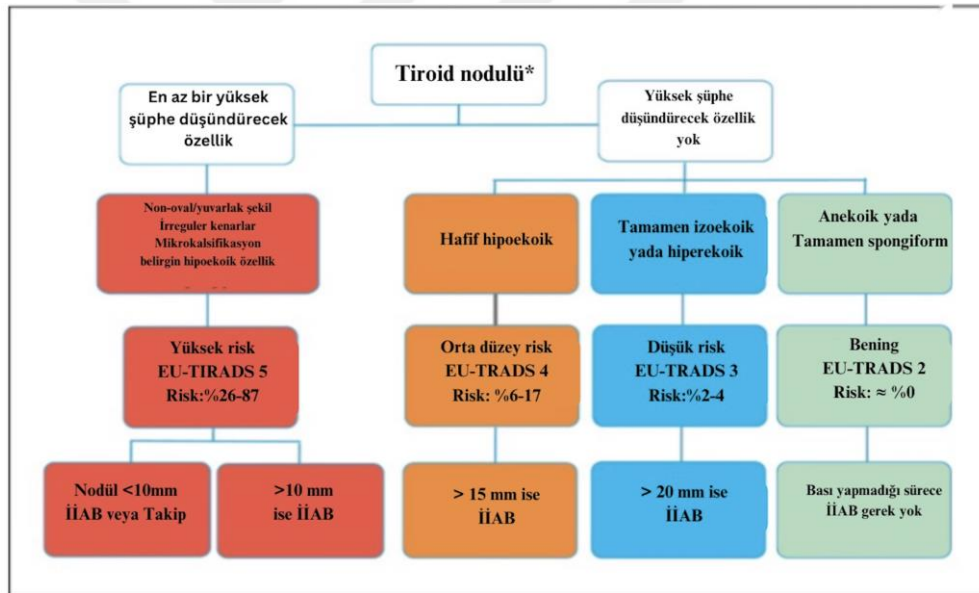 Tiroid nodulü*
En az bir yüksek
şüphe düşündürecek
özellik
Yüksek şüphe
düşündürecek özellik
yok
Non-oval/yuvarlak şekil
İrreguler kenarlar
Mikrokalsifikasyon
belirgin hipoekoik özellik
Hafif hipoekoik
Tamamen izoekoik
yada hiperekoik
Anekoik yada
Tamamen spongiform
Yüksek risk
EU-TIRADS 5
Risk:%26-87
Orta düzey risk
EU-TRADS 4
Risk: %6-17
Düşük risk
EU-TRADS 3
Risk:%2-4
Bening
EU-TRADS 2
Risk: ≈ %0
Nodül <10mm
İİAB veya Takip
>10 mm
ise İİAB
> 15 mm ise
İİAB
> 20 mm ise
İİAB
Bası yapmadığı sürece
İİAB gerek yok